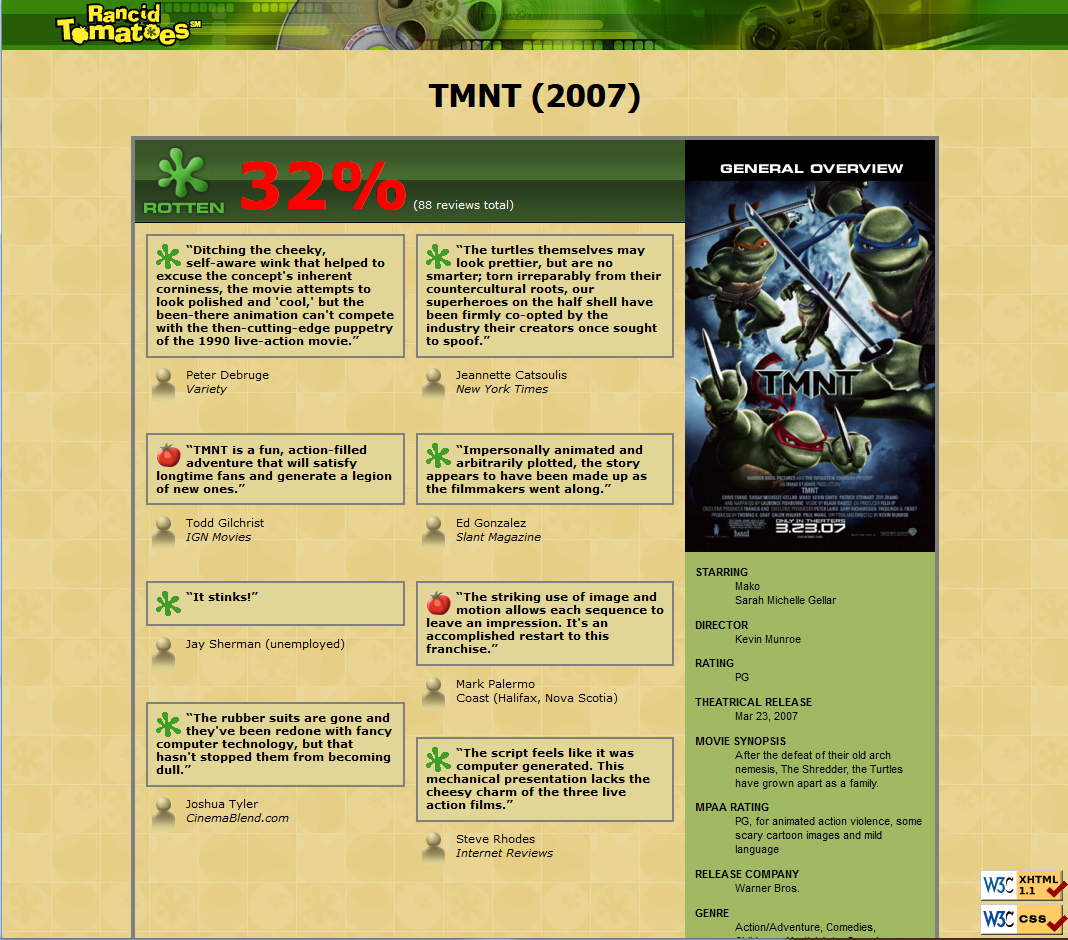 Rancid
TomatoesSM
TMNT (2007)
ROTTEN
32%
(88 reviews total)
“Ditching the cheeky,
self-aware wink that helped to
excuse the concept's inherent
corniness, the movie attempts to
look polished and 'cool,' but the
been-there animation can't compete
with the then-cutting-edge puppetry
of the 1990 live-action movie.”
Peter Debruge
Variety
“TMNT is a fun, action-filled
adventure that will satisfy
longtime fans and generate a legion
of new ones.”
Todd Gilchrist
IGN Movies
“It stinks!”
Jay Sherman (unemployed)
“The rubber suits are gone and
they've been redone with fancy
computer technology, but that
hasn't stopped them from becoming
dull.”
Joshua Tyler
CinemaBlend.com
“The turtles themselves may
look prettier, but are no
smarter; torn irreparably from their
countercultural roots, our
superheroes on the half shell have
been firmly co-opted by the
industry their creators once sought
to spoof.”
Jeannette Catsoulis
New York Times
“Impersonally animated and
arbitrarily plotted, the story
appears to have been made up as
the filmmakers went along.”
Ed Gonzalez
Slant Magazine
“The striking use of image and
motion allows each sequence to
leave an impression. It's an
accomplished restart to this
franchise.”
Mark Palermo
Coast (Halifax, Nova Scotia)
“The script feels like it was
computer generated. This
mechanical presentation lacks the
cheesy charm of the three live
action films.”
Steve Rhodes
Internet Reviews
GENERAL OVERVIEW
TMNT
TMNT
ONLY IN THEATERS
3.23.07
STARRING
Mako
Sarah Michelle Gellar
DIRECTOR
Kevin Munroe
RATING
PG
THEATRICAL RELEASE
Mar 23, 2007
MOVIE SYNOPSIS
After the defeat of their old arch
nemesis, The Shredder, the Turtles
have grown apart as a family.
MPAA RATING
PG, for animated action violence, some
scary cartoon images and mild
language
RELEASE COMPANY
Warner Bros.
GENRE
Action/Adventure, Comedies,
W3C XHTML
1.1
W3C CSS